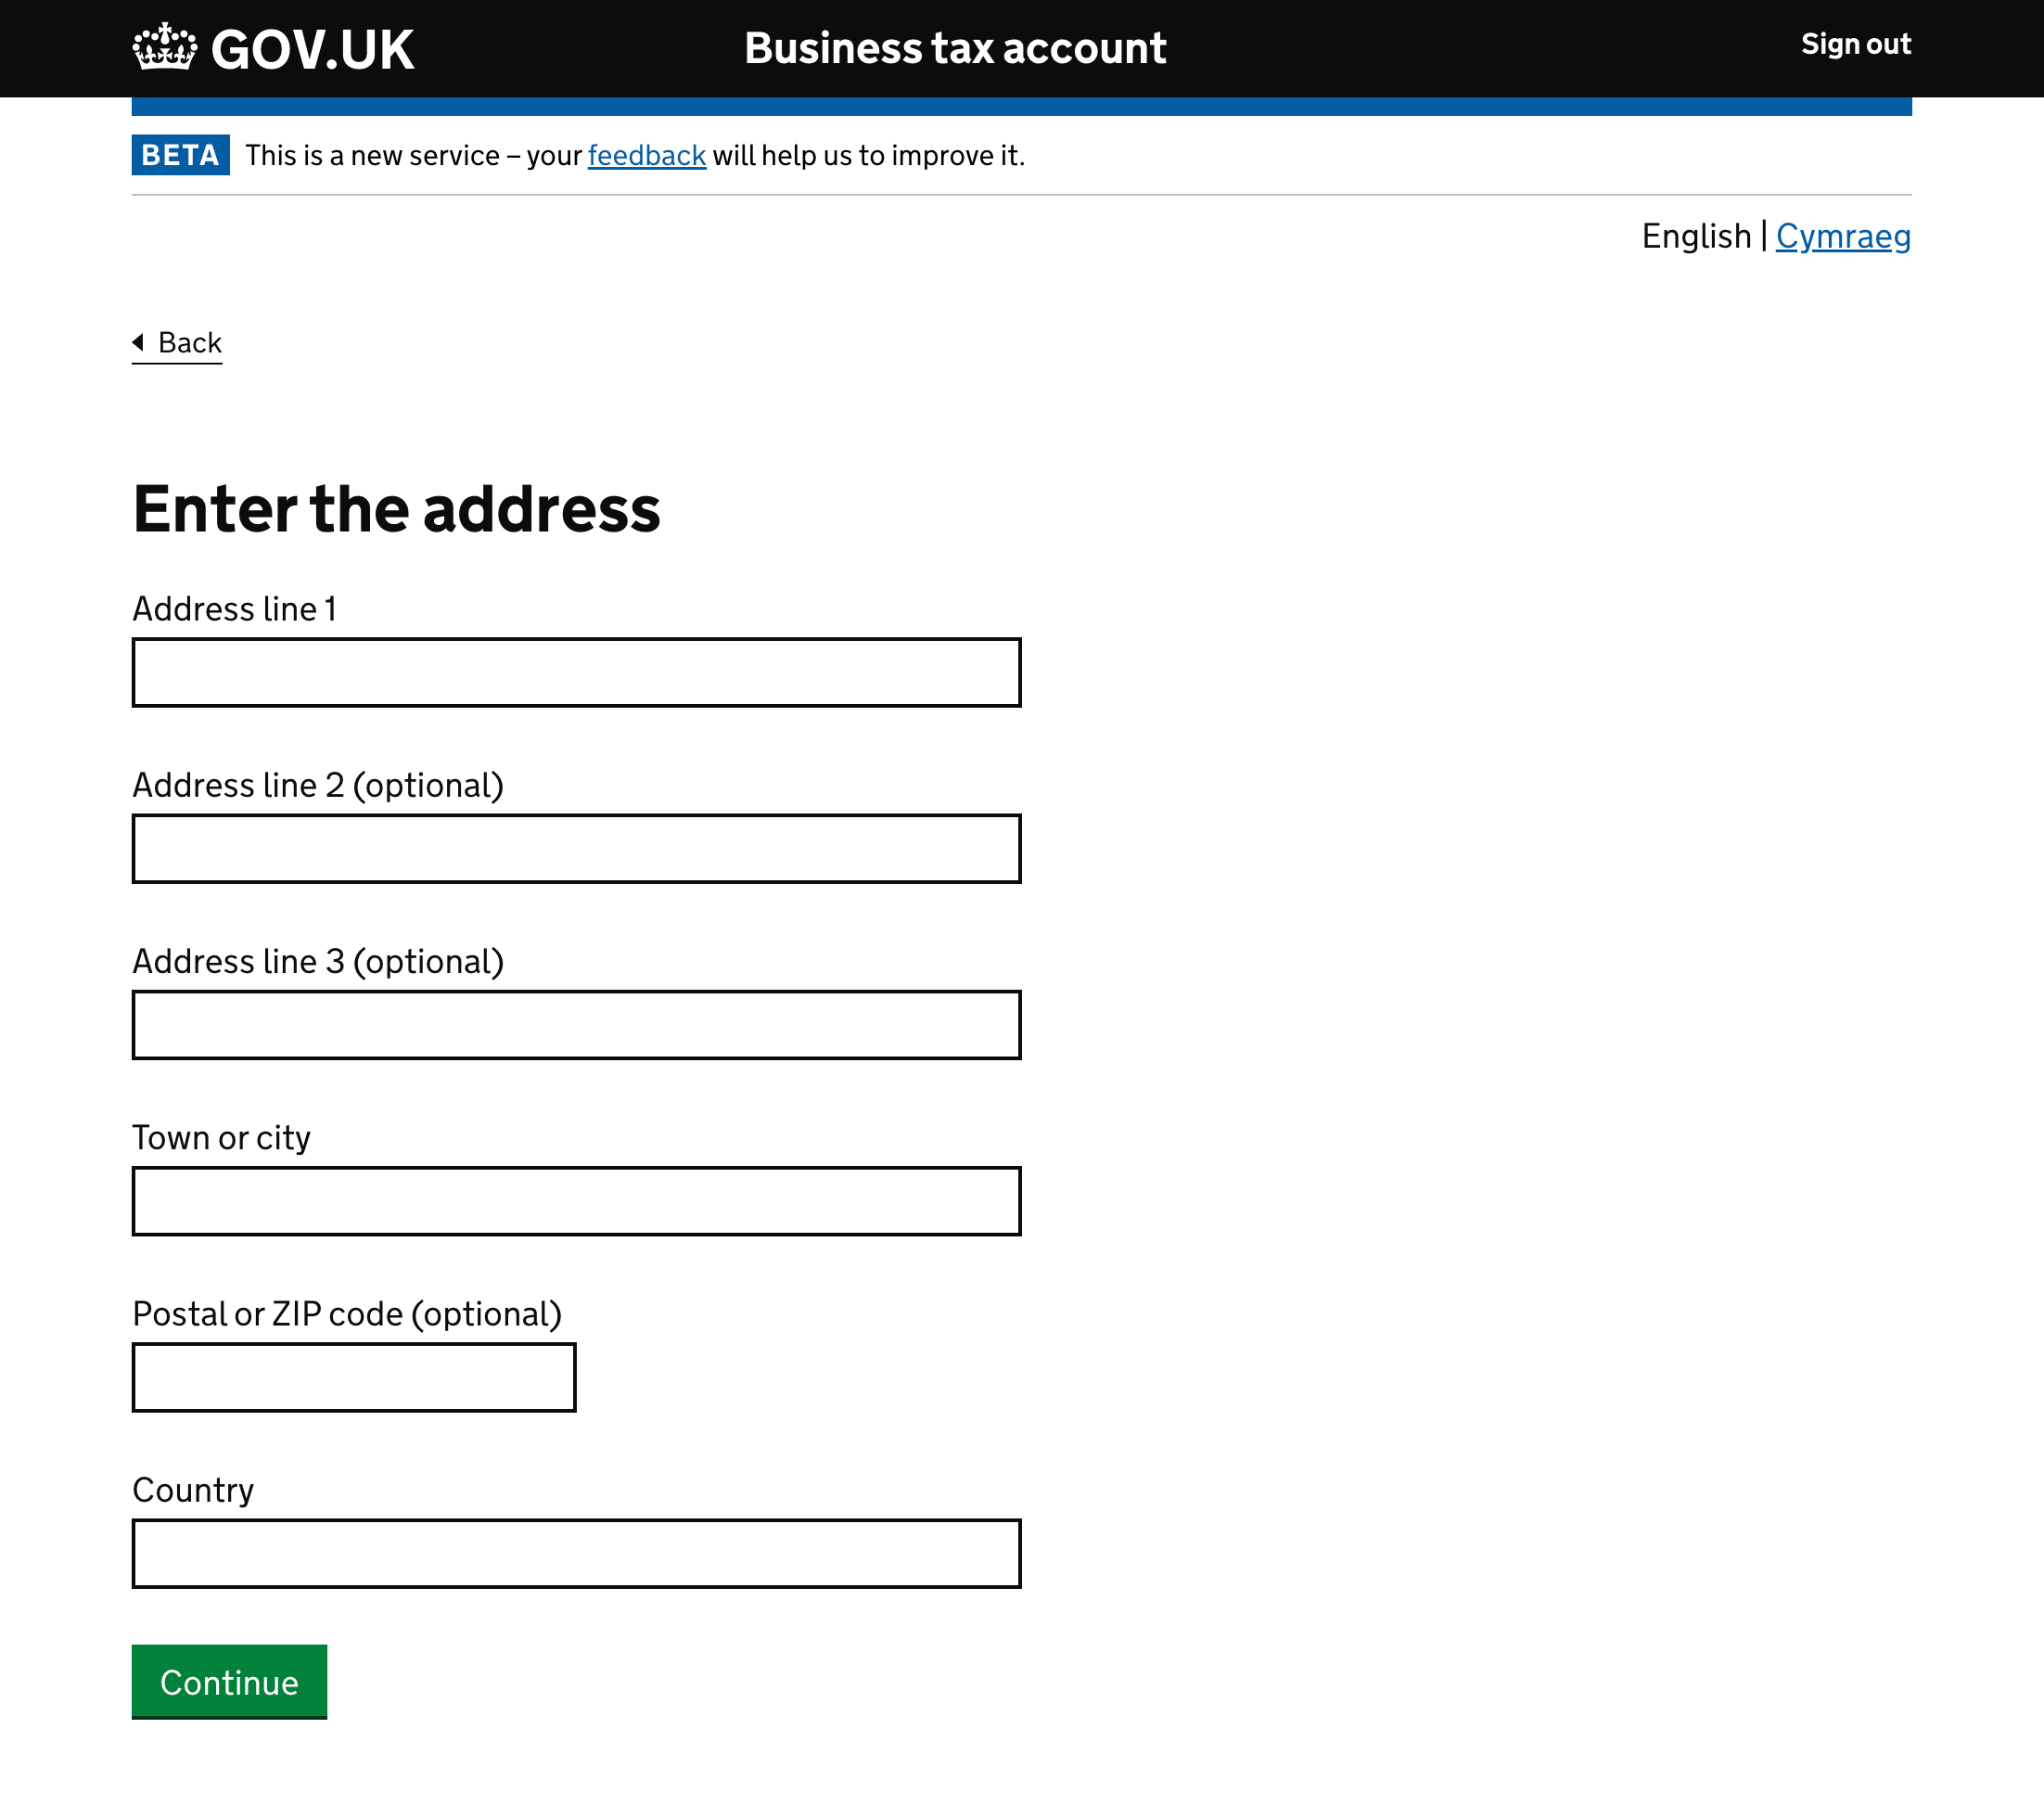 GOV.UK Business tax account Sign out
BETA This is a new service – your feedback will help us to improve it.
English | Cymraeg
Back
Enter the address
Address line 1
Address line 2 (optional)
Address line 3 (optional)
Town or city
Postal or ZIP code (optional)
Country
Continue